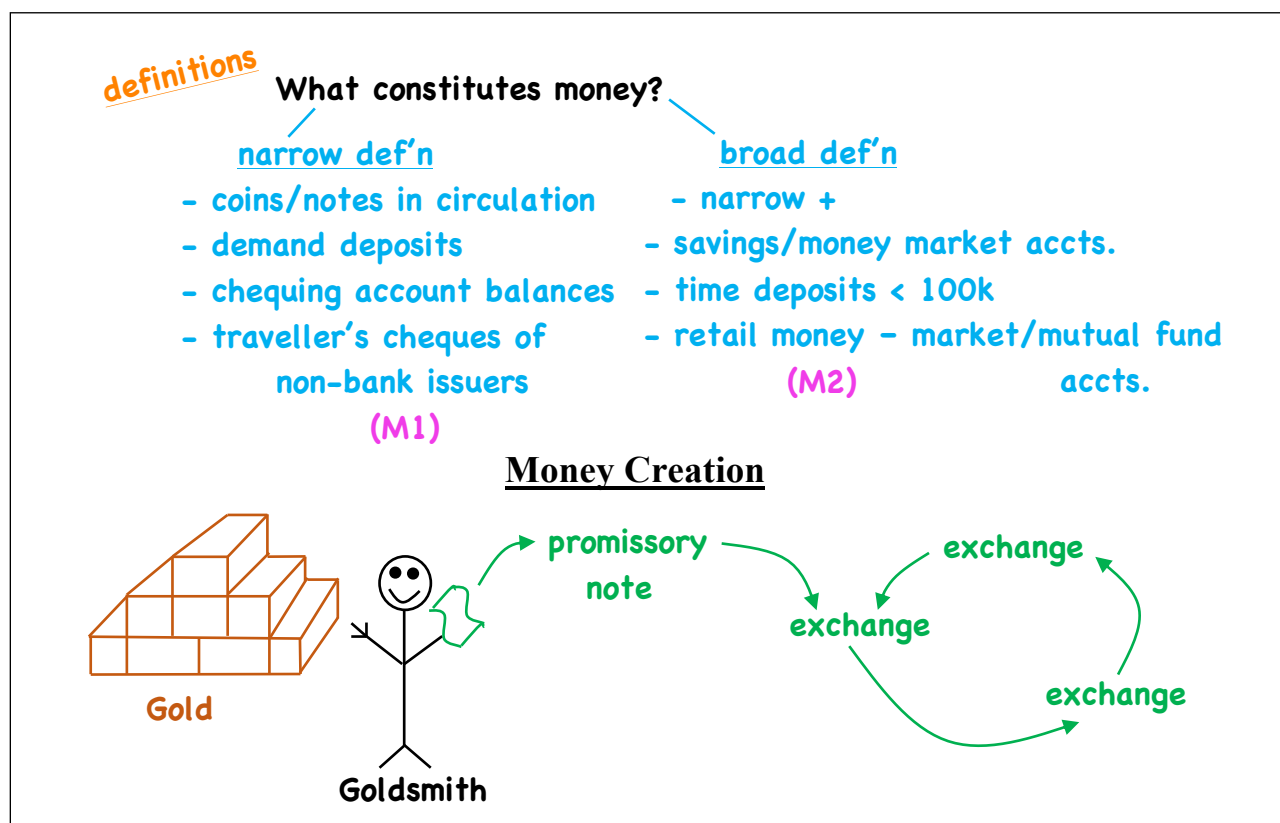 definitions
What constitutes money?
narrow def'n
- coins/notes in circulation
- demand deposits
- chequing account balances
- traveller's cheques of
non-bank issuers
(M1)
broad def'n
- narrow +
- savings/money market accts.
- time deposits < 100k
- retail money – market/mutual fund
accts.
(M2)
Money Creation
Gold
Goldsmith
promissory
note
exchange
exchange
exchange